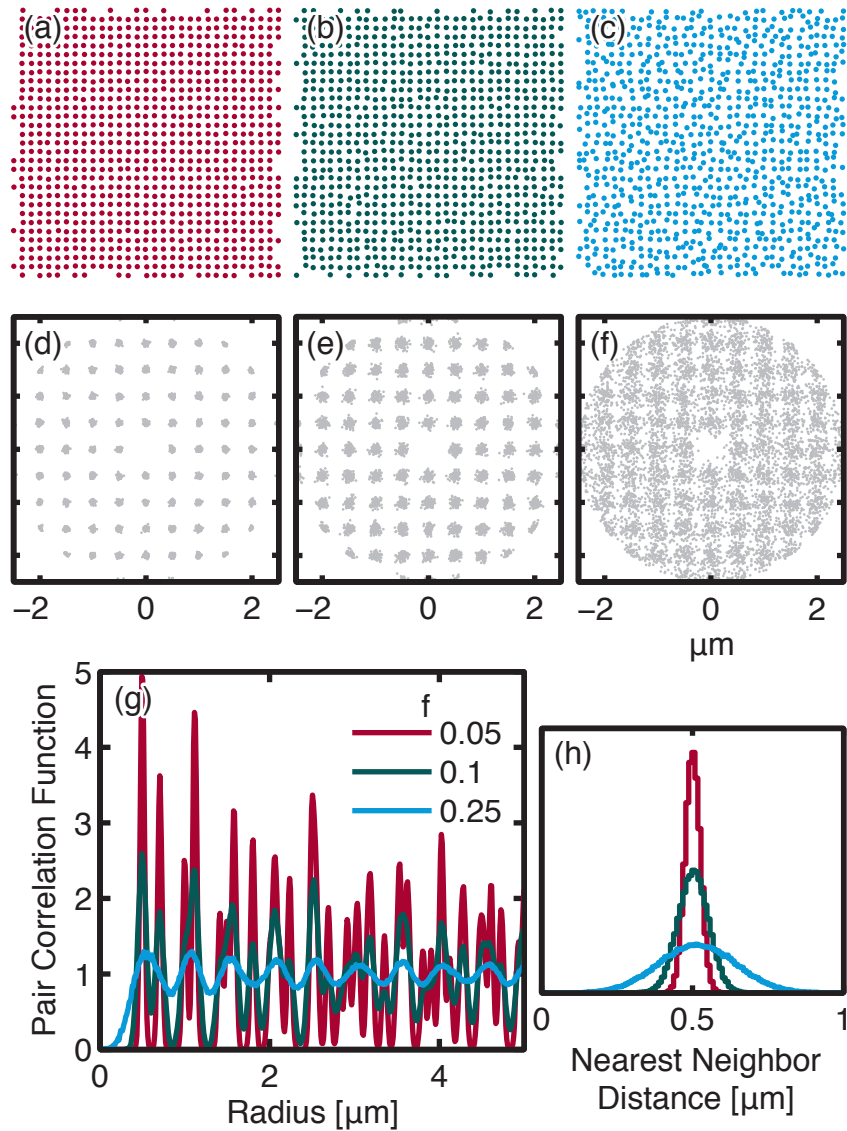 (a) (b) (c)
(d) (e) (f)
−2 0 2 −2 0 2 −2 0 2
μm
(g)
5
4
3
2
1
0
Pair Correlation Function
f
0.05
0.1
0.25
0 2 4
Radius [μm]
(h)
0 0.5 1
Nearest Neighbor
Distance [μm]